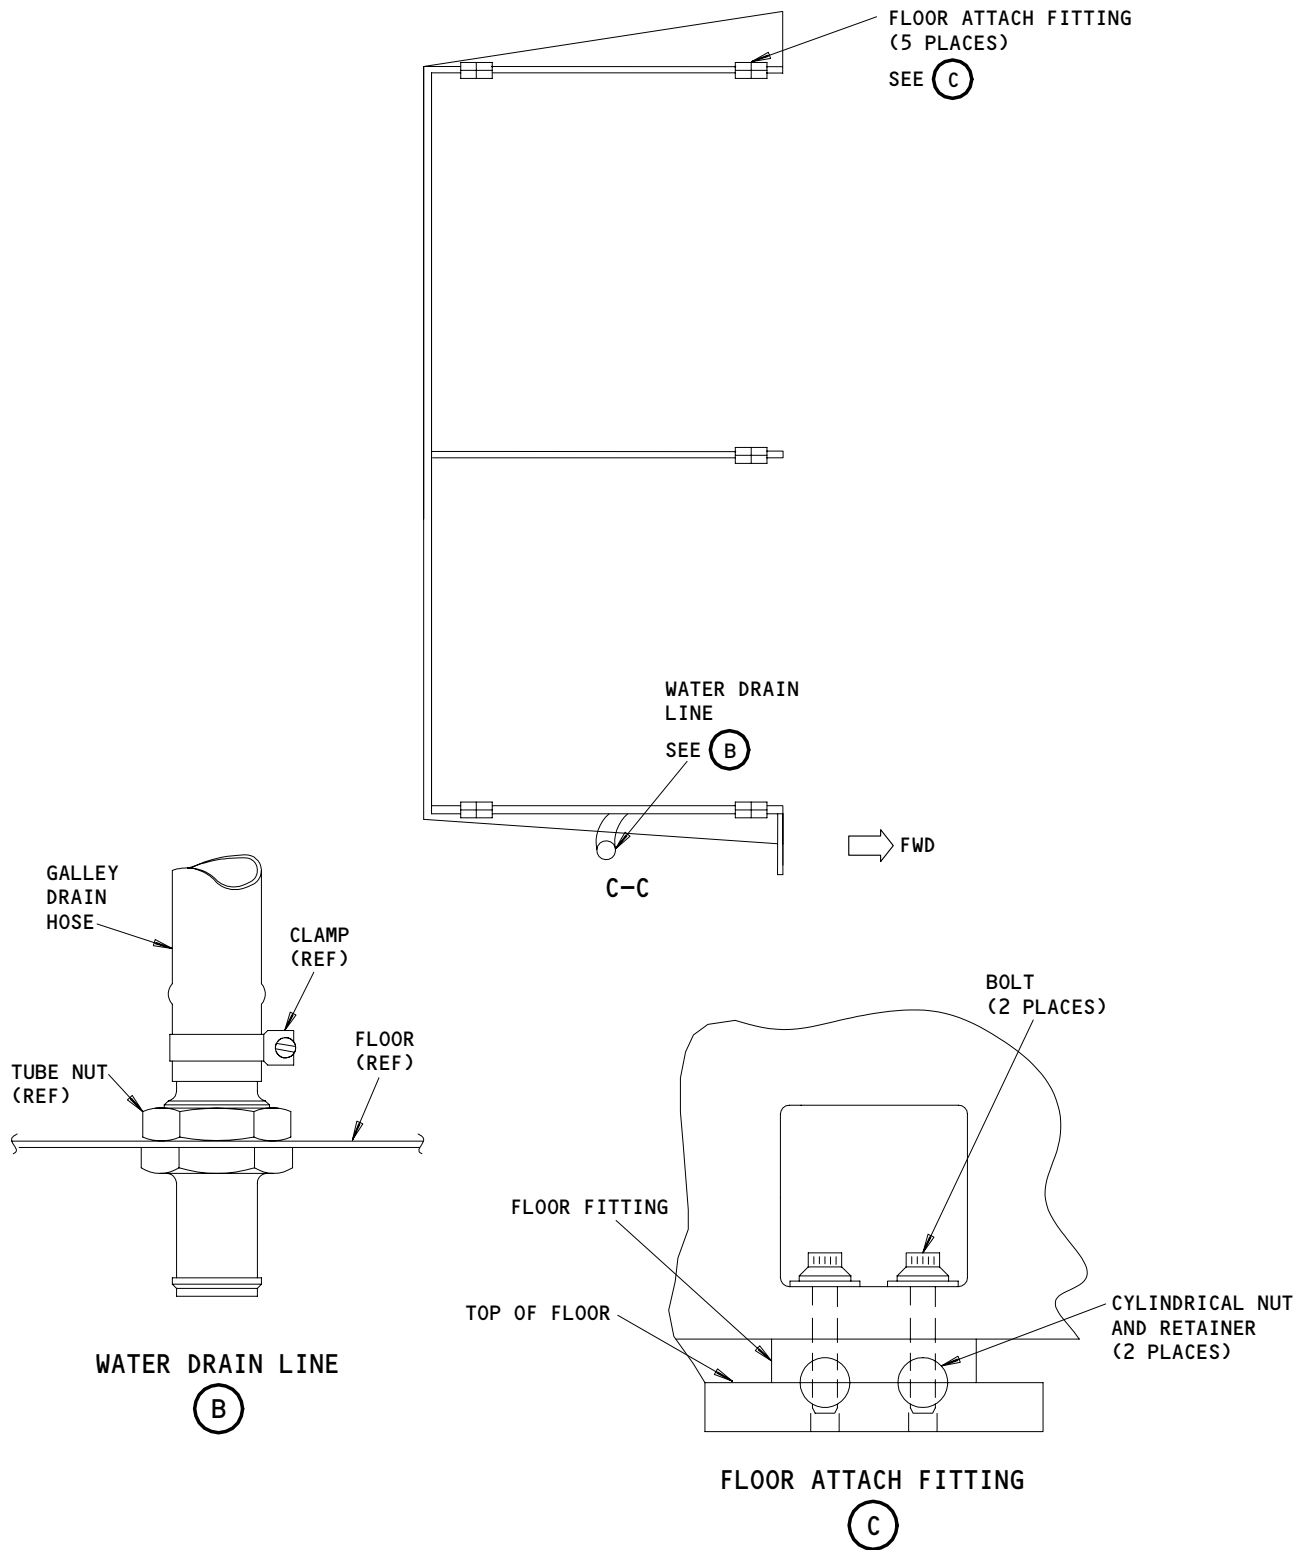 FLOOR ATTACH FITTING
(5 PLACES)
SEE C
WATER DRAIN
LINE
SEE B
FWD
C-C
GALLEY
DRAIN
HOSE
CLAMP
(REF)
FLOOR
(REF)
TUBE NUT
(REF)
WATER DRAIN LINE
B
BOLT
(2 PLACES)
FLOOR FITTING
TOP OF FLOOR
CYLINDRICAL NUT
AND RETAINER
(2 PLACES)
FLOOR ATTACH FITTING
C